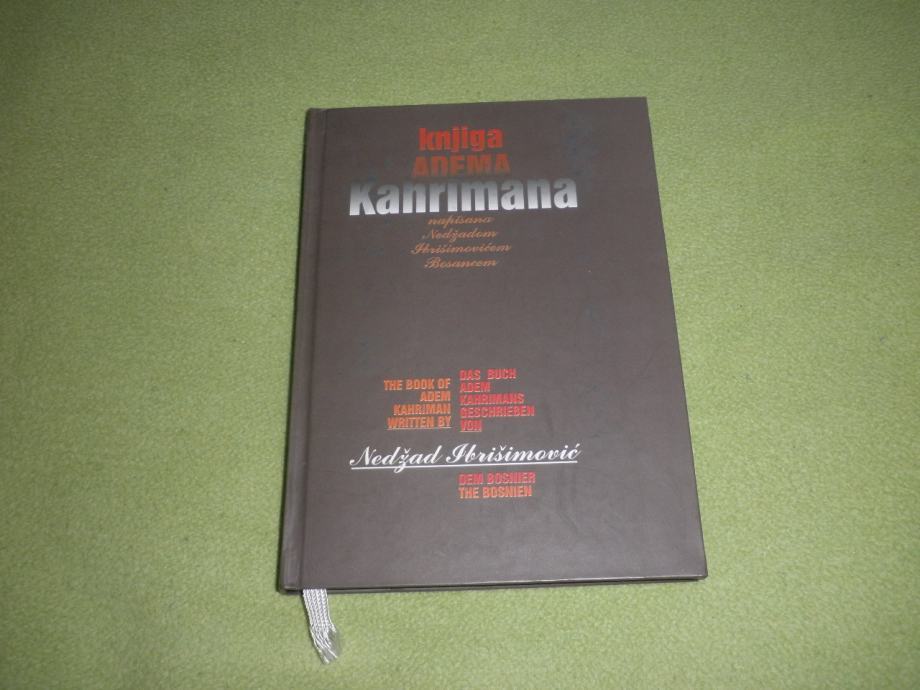 knjiga
ADEMA
Kahrimana
napisana
Nedžadom
Ibrišimovićem
Bosancem
THE BOOK OF
ADEM
KAHRIMAN
WRITTEN BY
DAS BUCH
ADEM
KAHRIMANS
GESCHRIEBEN
VON
Nedžad Ibrišimović
DEM BOSNIER
THE BOSNIEN